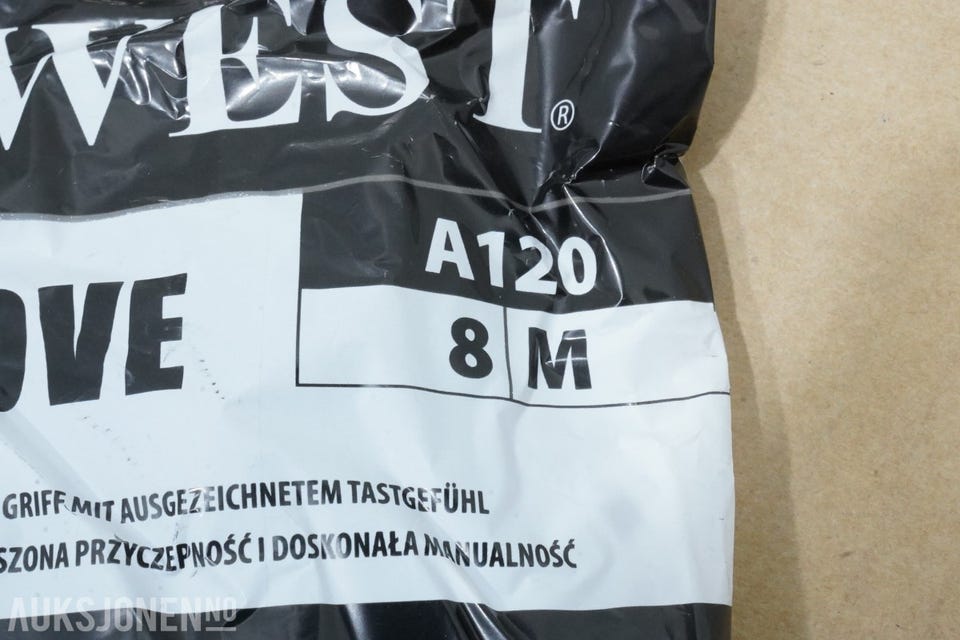 WEST®
A120
OVE
8 M
GRIFF MIT AUSGEZEICHNETEM TASTGEFÜHL
SZONA PRZYCZEPNOŚĆ I DOSKONAŁA MANUALNOŚĆ
AUKSJONEN.NO